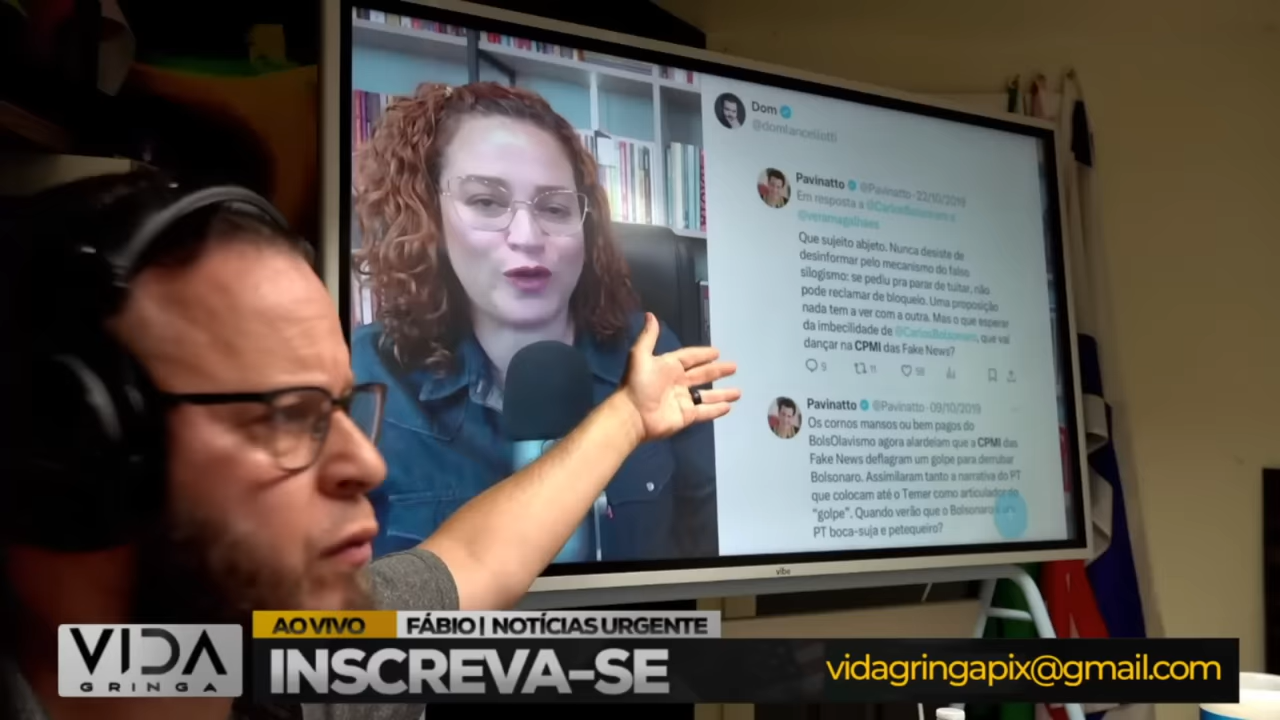 Dom
@domlancellotti
Pavinatto @Pavinatto · 22/10/2019
Em resposta a @CarlosBolsonaro e
@veramagalhaes
Que sujeito abjeto. Nunca desiste de
desinformar pelo mecanismo do falso
silogismo: se pediu pra parar de tuitar, não
pode reclamar de bloqueio. Uma proposição
nada tem a ver com a outra. Mas o que esperar
da imbecilidade de @CarlosBolsonaro, que vai
dançar na CPMI das Fake News?
9 11 58
Pavinatto @Pavinatto · 09/10/2019
Os cornos mansos ou bem pagos do
BolsOlavismo agora alardeiam que a CPMI das
Fake News deflagram um golpe para derrubar
Bolsonaro. Assimilaram tanto a narrativa do PT
que colocam até o Temer como articulador do
"golpe". Quando verão que o Bolsonaro é um
PT boca-suja e petequeiro?
vibe
AO VIVO FÁBIO | NOTÍCIAS URGENTE
VIDA
GRINGA
INSCREVA-SE
vidagringapix@gmail.com